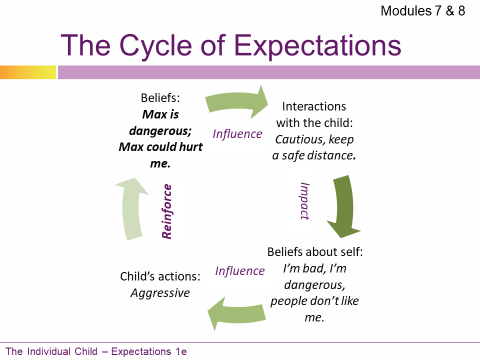 Modules 7 & 8
The Cycle of Expectations
Beliefs:
Max is
dangerous;
Max could hurt
me.
Influence
Interactions
with the child:
Cautious, keep
a safe distance.
Impact
Beliefs about self:
I'm bad, I'm
dangerous,
people don't like
me.
Influence
Child's actions:
Aggressive
Reinforce
The Individual Child – Expectations 1e